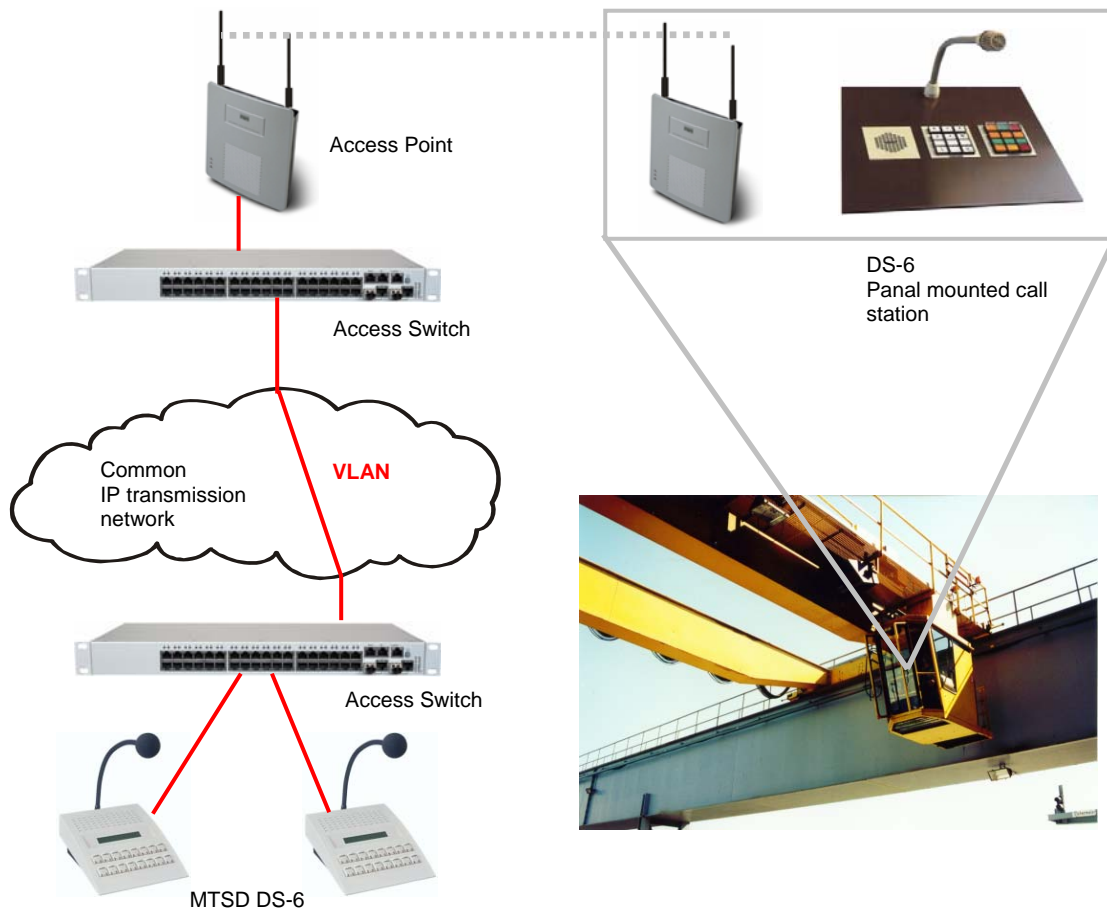 Access Point
DS-6
Panal mounted call
station
Access Switch
Common
IP transmission
network
VLAN
Access Switch
MTSD DS-6